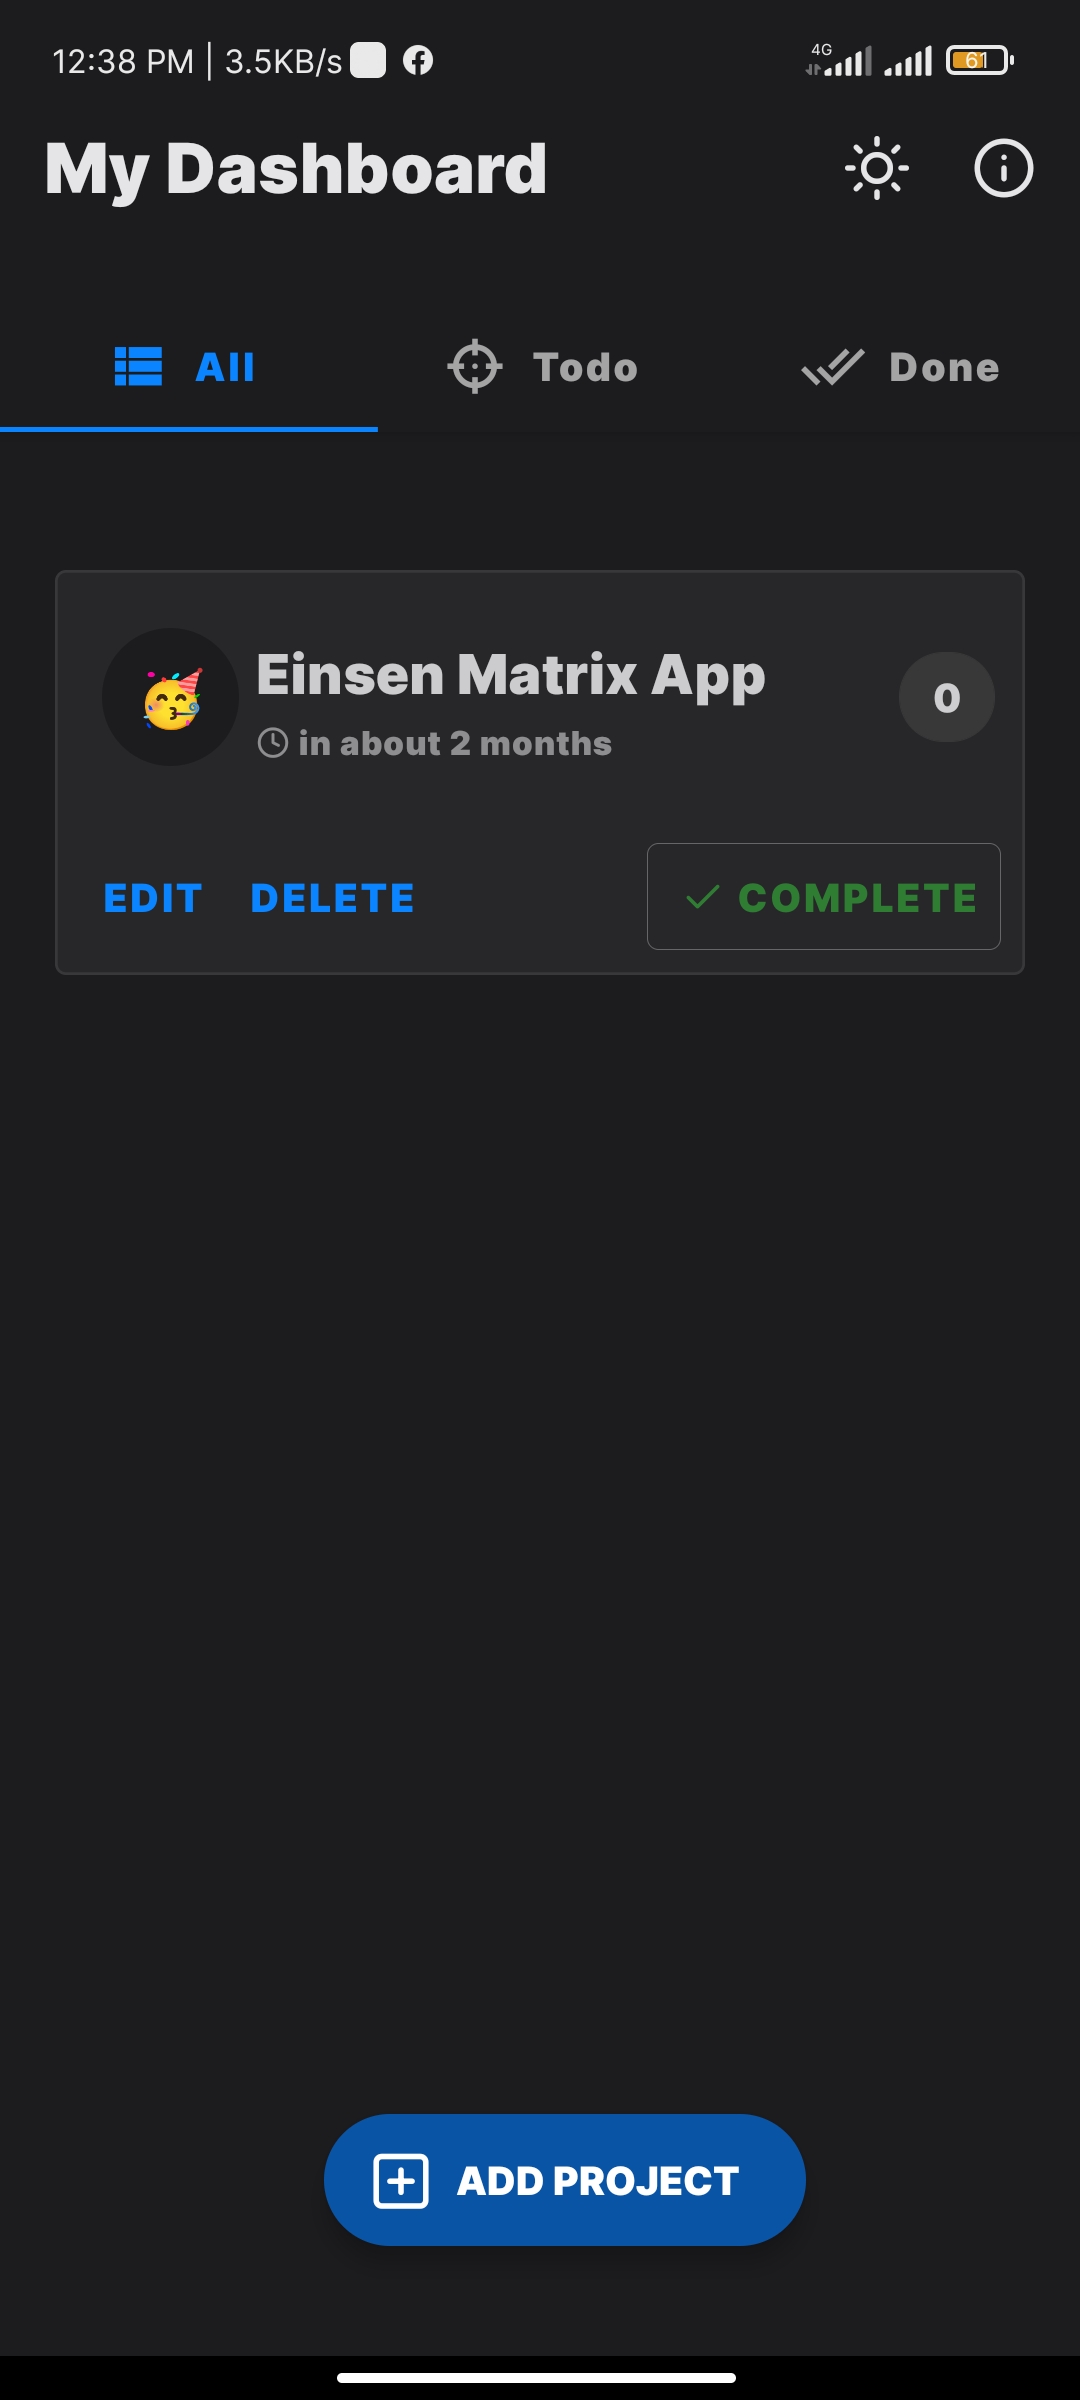 12:38 PM | 3.5KB/s 4G 61
My Dashboard
All Todo Done
Einsen Matrix App
0
in about 2 months
EDIT DELETE COMPLETE
ADD PROJECT